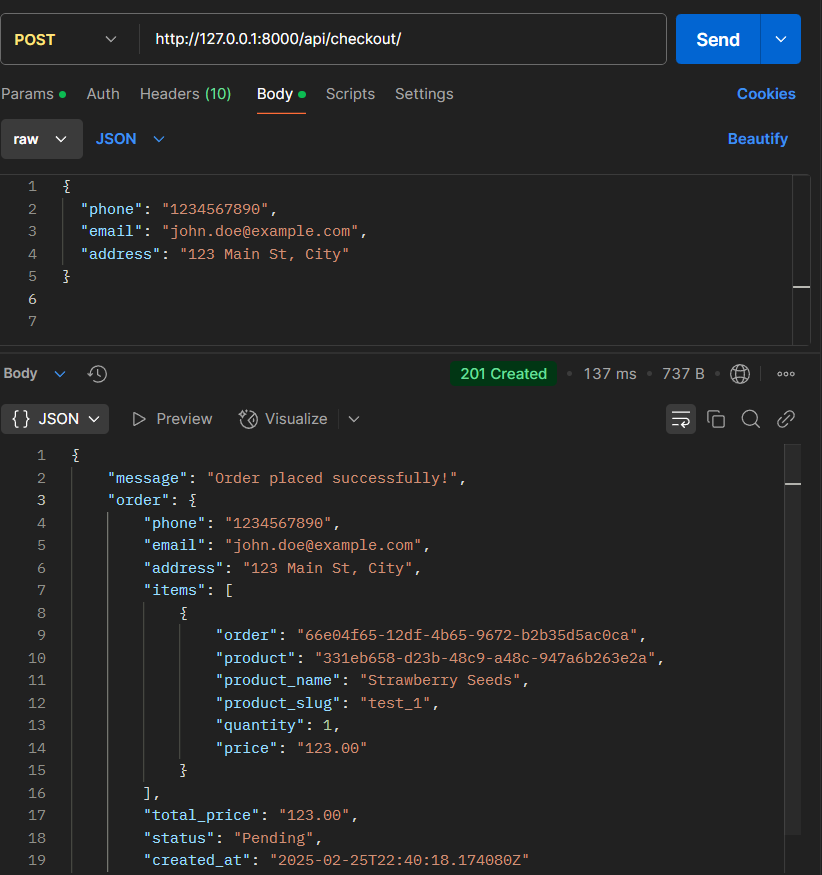 POST http://127.0.0.1:8000/api/checkout/ Send
Params Auth Headers (10) Body Scripts Settings Cookies
raw JSON Beautify
1 {
2 "phone": "1234567890",
3 "email": "john.doe@example.com",
4 "address": "123 Main St, City"
5 }
6
7
Body 201 Created • 137 ms • 737 B •
{} JSON Preview Visualize
1 {
2 "message": "Order placed successfully!",
3 "order": {
4 "phone": "1234567890",
5 "email": "john.doe@example.com",
6 "address": "123 Main St, City",
7 "items": [
8 {
9 "order": "66e04f65-12df-4b65-9672-b2b35d5ac0ca",
10 "product": "331eb658-d23b-48c9-a48c-947a6b263e2a",
11 "product_name": "Strawberry Seeds",
12 "product_slug": "test_1",
13 "quantity": 1,
14 "price": "123.00"
15 }
16 ],
17 "total_price": "123.00",
18 "status": "Pending",
19 "created_at": "2025-02-25T22:40:18.174080Z"